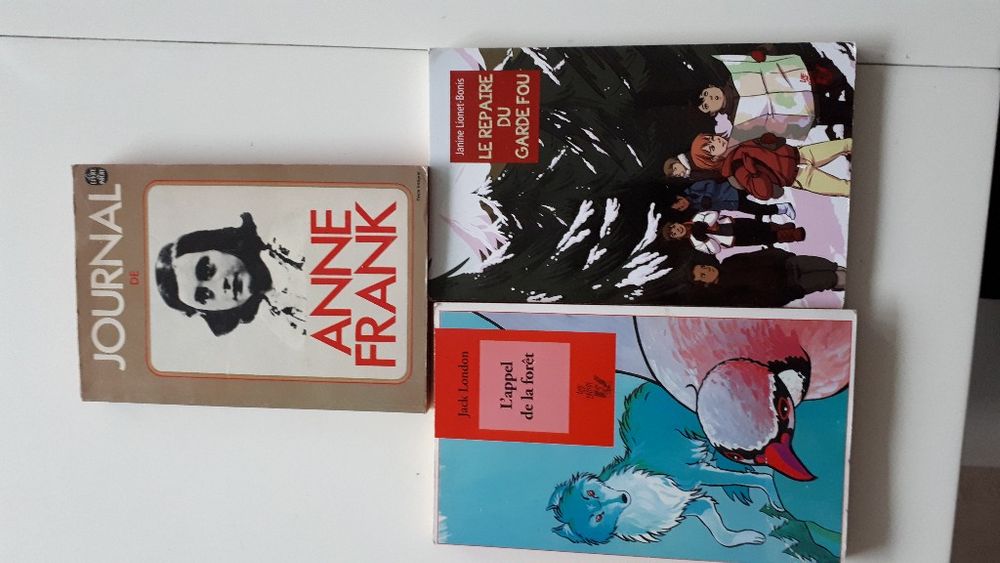 JOURNAL
DE
ANNE
FRANK
Janine Lionet-Bonis
LE REPAIRE
DU
GARDE FOU
Jack London
L'appel
de la forêt